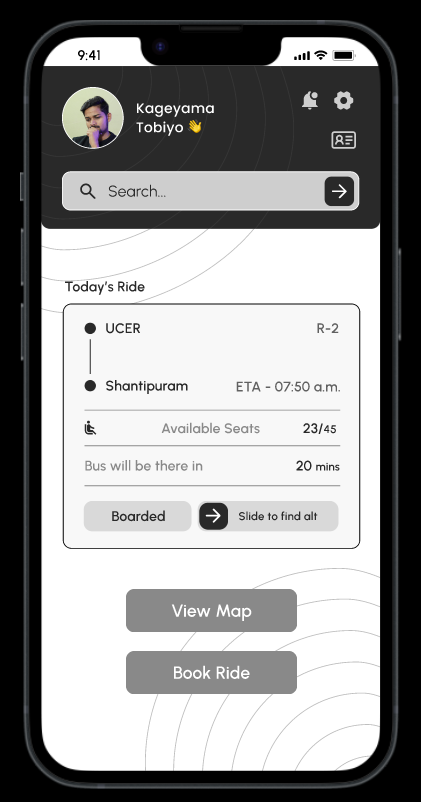 9:41
Kageyama
Tobiyo 👋
Search...
Today's Ride
UCER R-2
Shantipuram ETA - 07:50 a.m.
Available Seats 23/45
Bus will be there in 20 mins
Boarded Slide to find alt
View Map
Book Ride